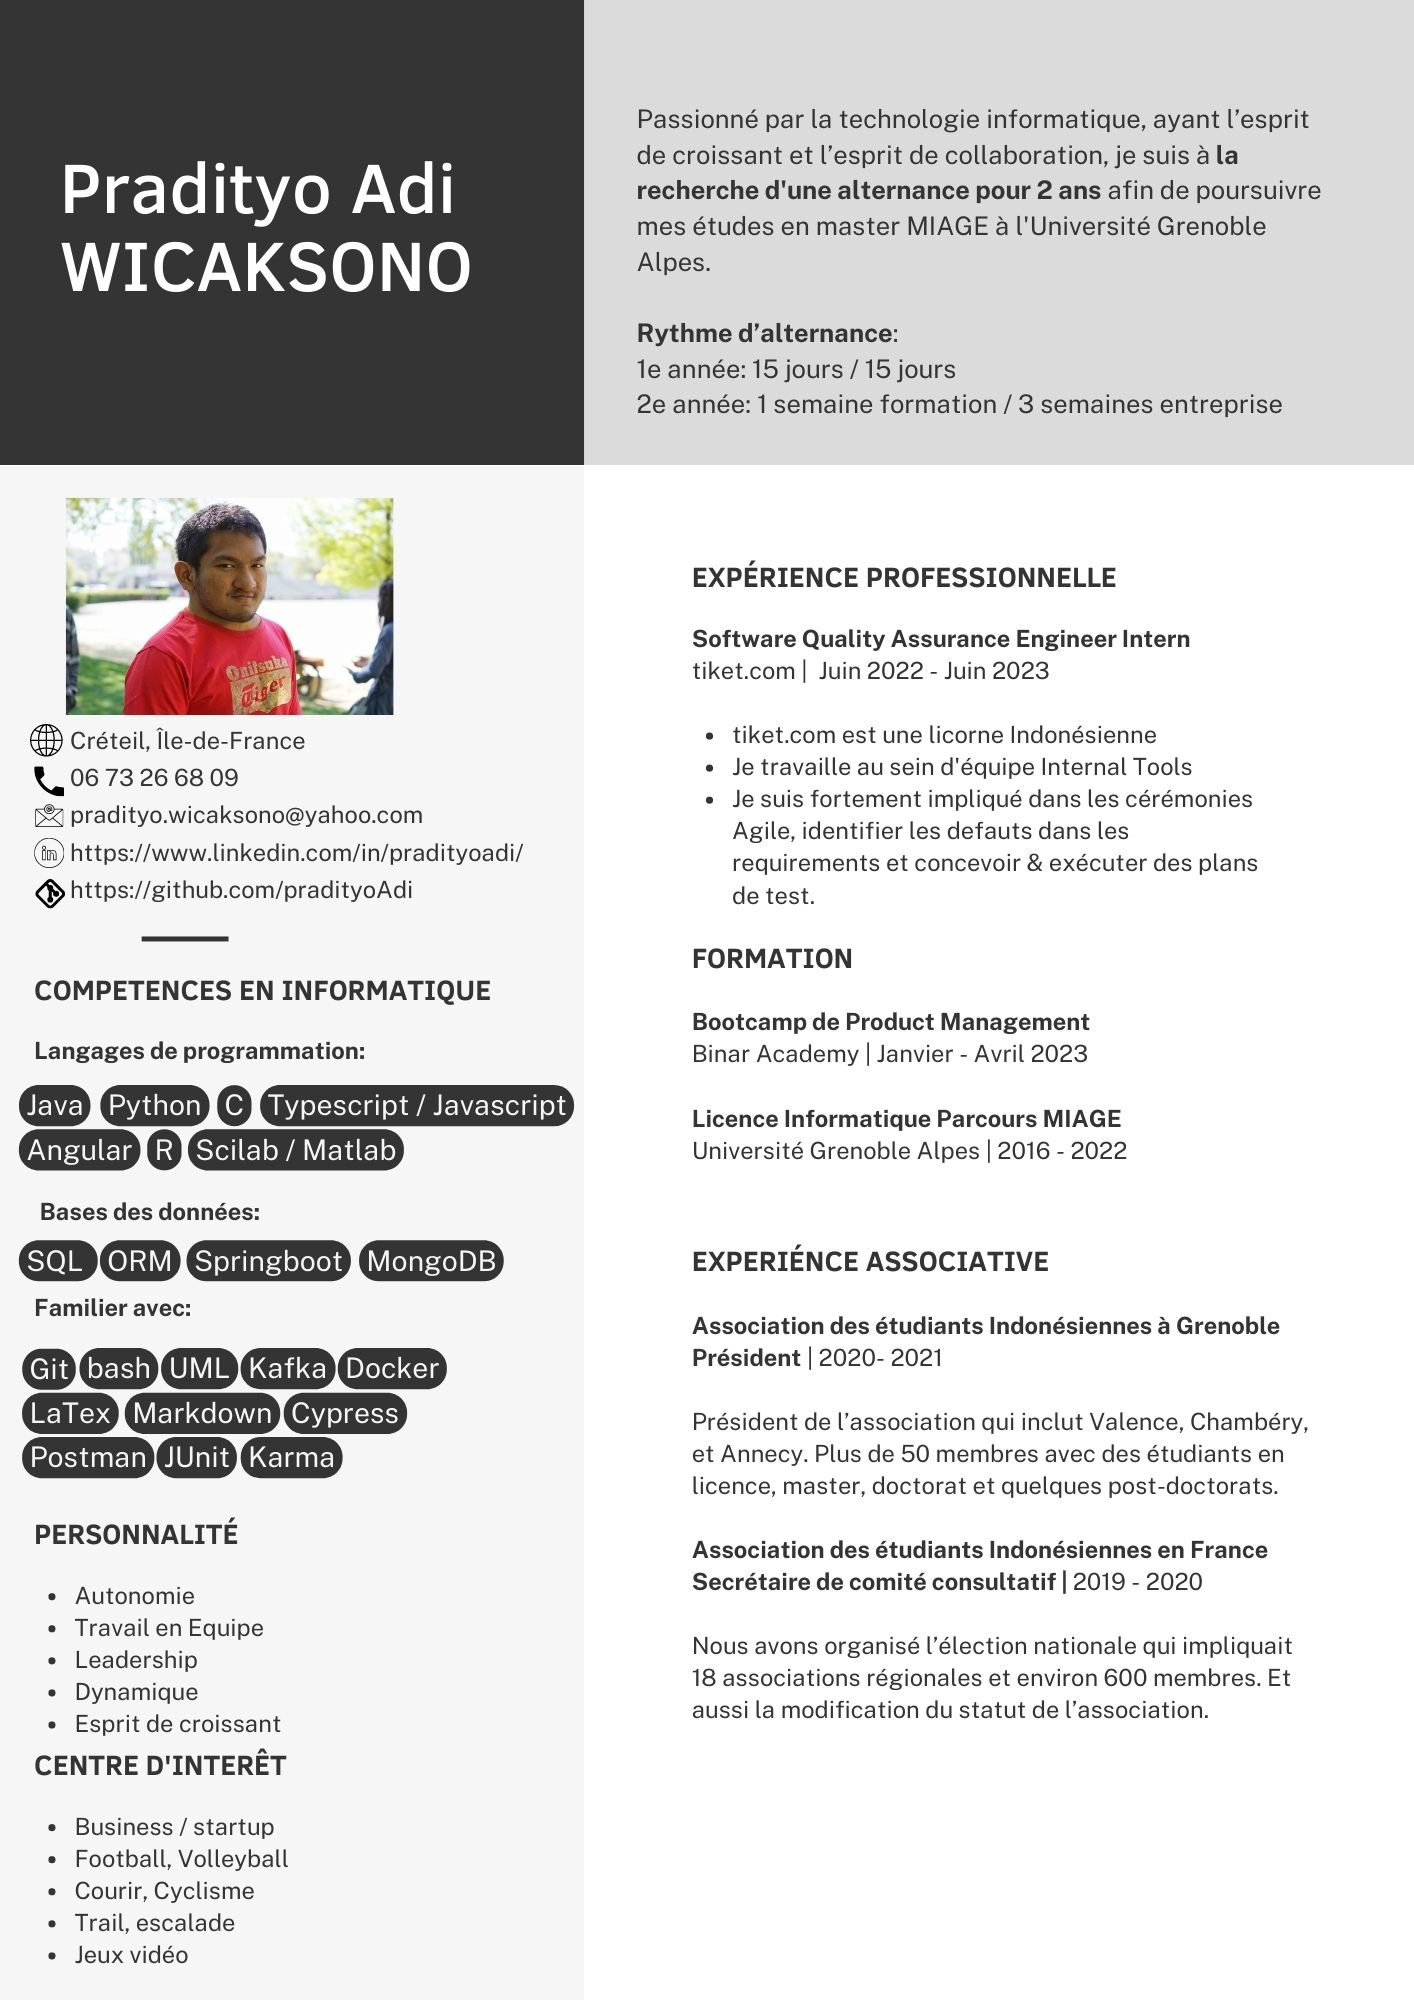 Pradityo Adi
WICAKSONO
Passionné par la technologie informatique, ayant l’esprit
de croissant et l’esprit de collaboration, je suis à la
recherche d'une alternance pour 2 ans afin de poursuivre
mes études en master MIAGE à l'Université Grenoble
Alpes.
Rythme d’alternance:
1e année: 15 jours / 15 jours
2e année: 1 semaine formation / 3 semaines entreprise
Onitsuka
Tiger
Créteil, Île-de-France
06 73 26 68 09
pradityo.wicaksono@yahoo.com
in https://www.linkedin.com/in/pradityoadi/
https://github.com/pradityoAdi
COMPETENCES EN INFORMATIQUE
Langages de programmation:
Java Python C Typescript / Javascript
Angular R Scilab / Matlab
Bases des données:
SQL ORM Springboot MongoDB
Familier avec:
Git bash UML Kafka Docker
LaTex Markdown Cypress
Postman JUnit Karma
PERSONNALITÉ
• Autonomie
• Travail en Equipe
• Leadership
• Dynamique
• Esprit de croissant
CENTRE D'INTERÊT
• Business / startup
• Football, Volleyball
• Courir, Cyclisme
• Trail, escalade
• Jeux vidéo
EXPÉRIENCE PROFESSIONNELLE
Software Quality Assurance Engineer Intern
tiket.com | Juin 2022 - Juin 2023
• tiket.com est une licorne Indonésienne
• Je travaille au sein d'équipe Internal Tools
• Je suis fortement impliqué dans les cérémonies
Agile, identifier les defauts dans les
requirements et concevoir & exécuter des plans
de test.
FORMATION
Bootcamp de Product Management
Binar Academy | Janvier - Avril 2023
Licence Informatique Parcours MIAGE
Université Grenoble Alpes | 2016 - 2022
EXPERIÉNCE ASSOCIATIVE
Association des étudiants Indonésiennes à Grenoble
Président | 2020- 2021
Président de l’association qui inclut Valence, Chambéry,
et Annecy. Plus de 50 membres avec des étudiants en
licence, master, doctorat et quelques post-doctorats.
Association des étudiants Indonésiennes en France
Secrétaire de comité consultatif | 2019 - 2020
Nous avons organisé l’élection nationale qui impliquait
18 associations régionales et environ 600 membres. Et
aussi la modification du statut de l’association.